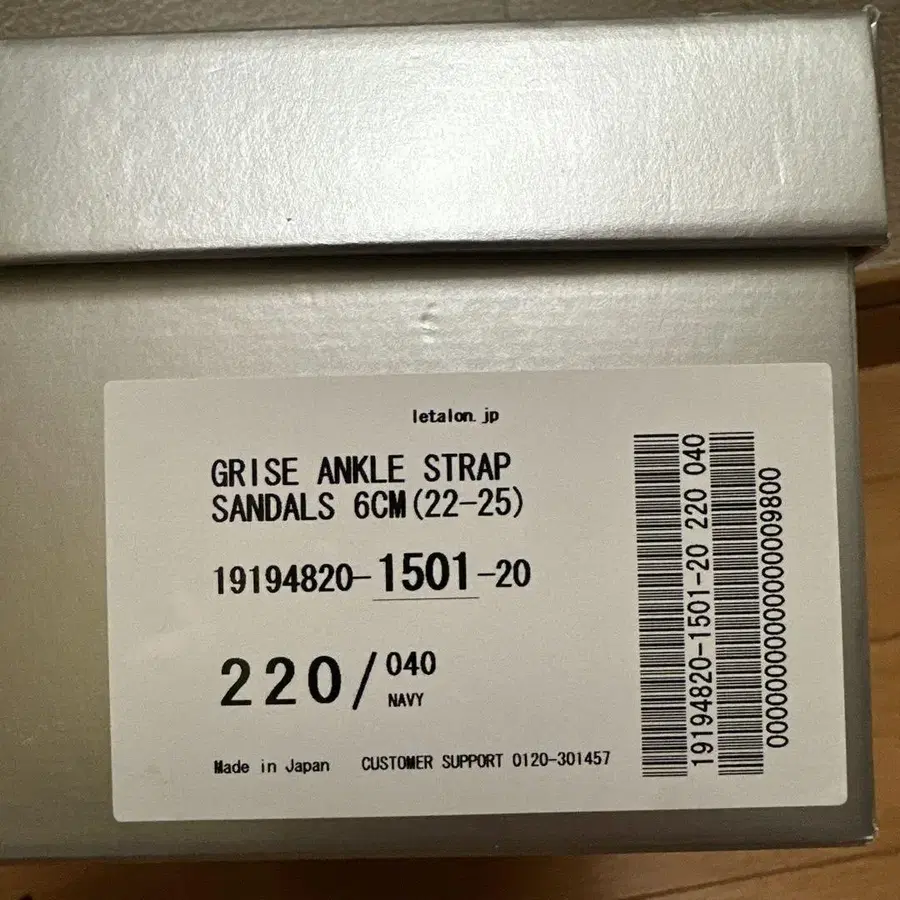 letalon.jp
GRISE ANKLE STRAP
SANDALS 6CM(22-25)
19194820-1501-20
220/040
NAVY
Made in Japan CUSTOMER SUPPORT 0120-301457
19194820-1501-20 220 040